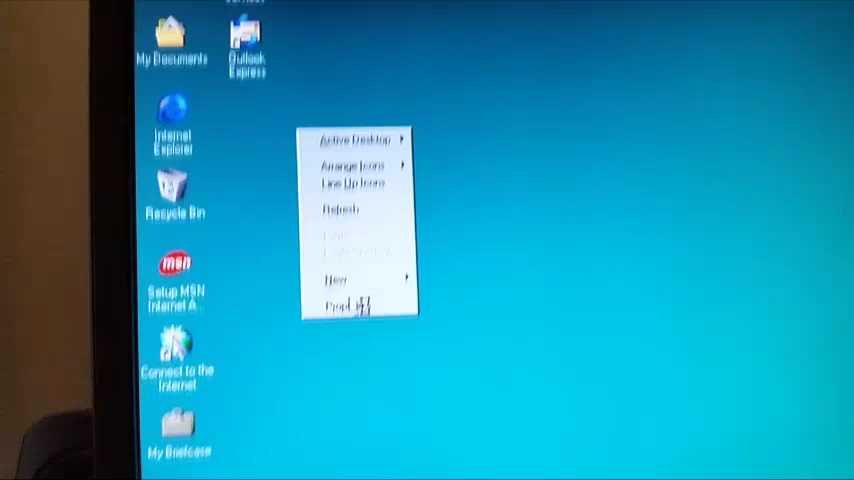 My Documents
Outlook
Express
Internet
Explorer
Recycle Bin
msn
Setup MSN
Internet A...
Connect to the
Internet
My Briefcase
Active Desktop
Arrange Icons
Line Up Icons
Refresh
New